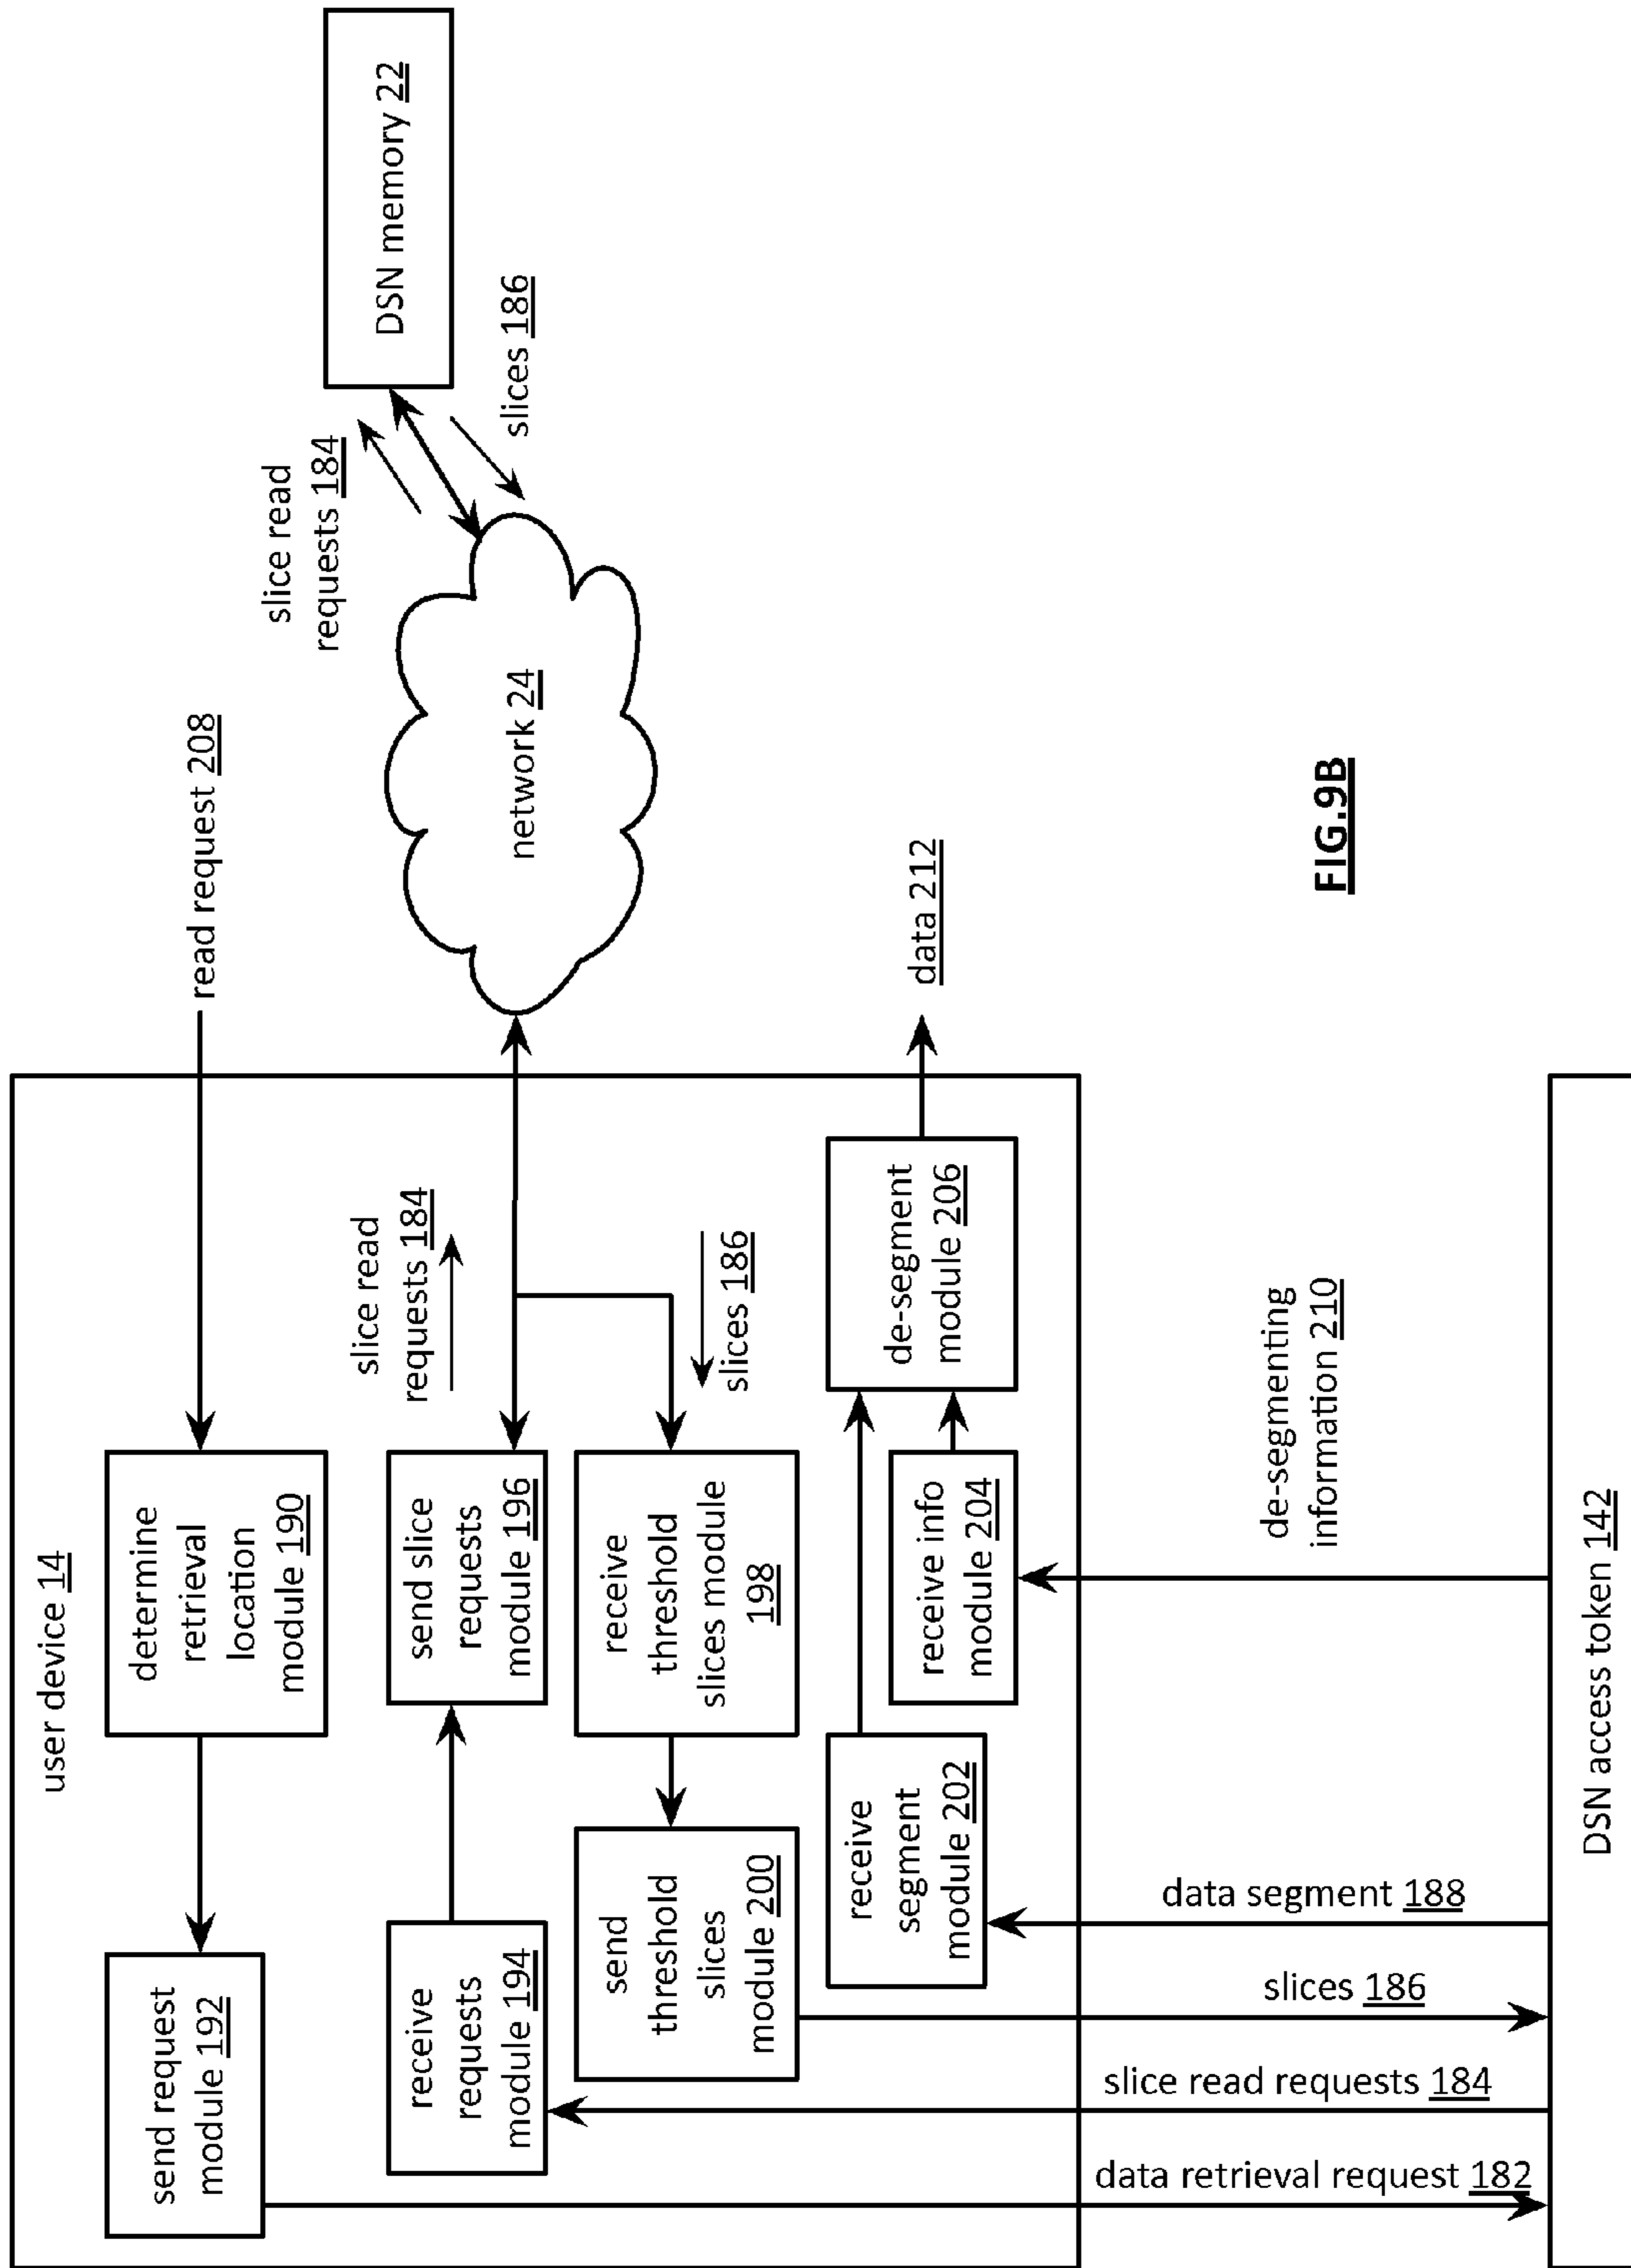 user device 14
send request
module 192
determine
retrieval
location
module 190
read request 208
receive
requests
module 194
send slice
requests
module 196
slice read
requests 184
network 24
slice read
requests 184
slices 186
DSN memory 22
send
threshold
slices
module 200
receive
threshold
slices module
198
slices 186
receive
segment
module 202
receive info
module 204
de-segment
module 206
data 212
data retrieval request 182
slice read requests 184
slices 186
data segment 188
de-segmenting
information 210
DSN access token 142
FIG.9B